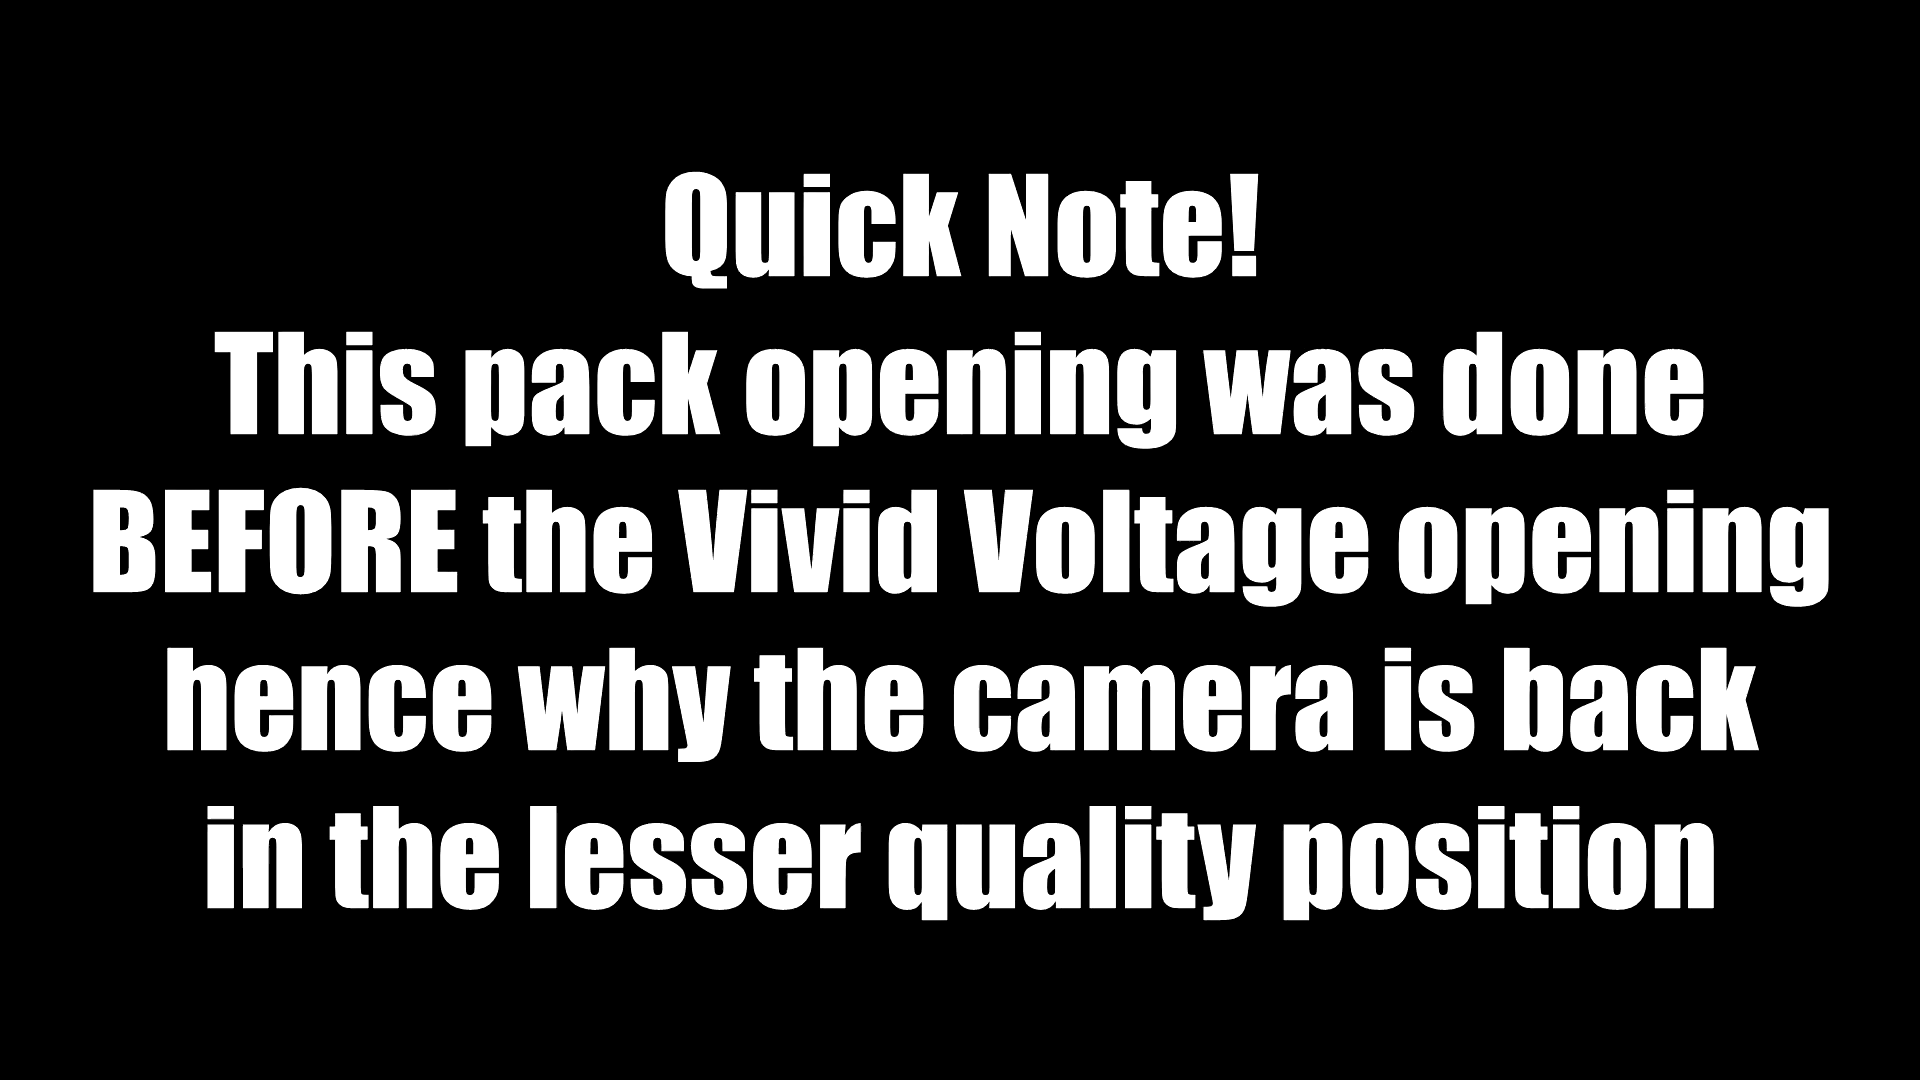 Quick Note!
This pack opening was done
BEFORE the Vivid Voltage opening
hence why the camera is back
in the lesser quality position